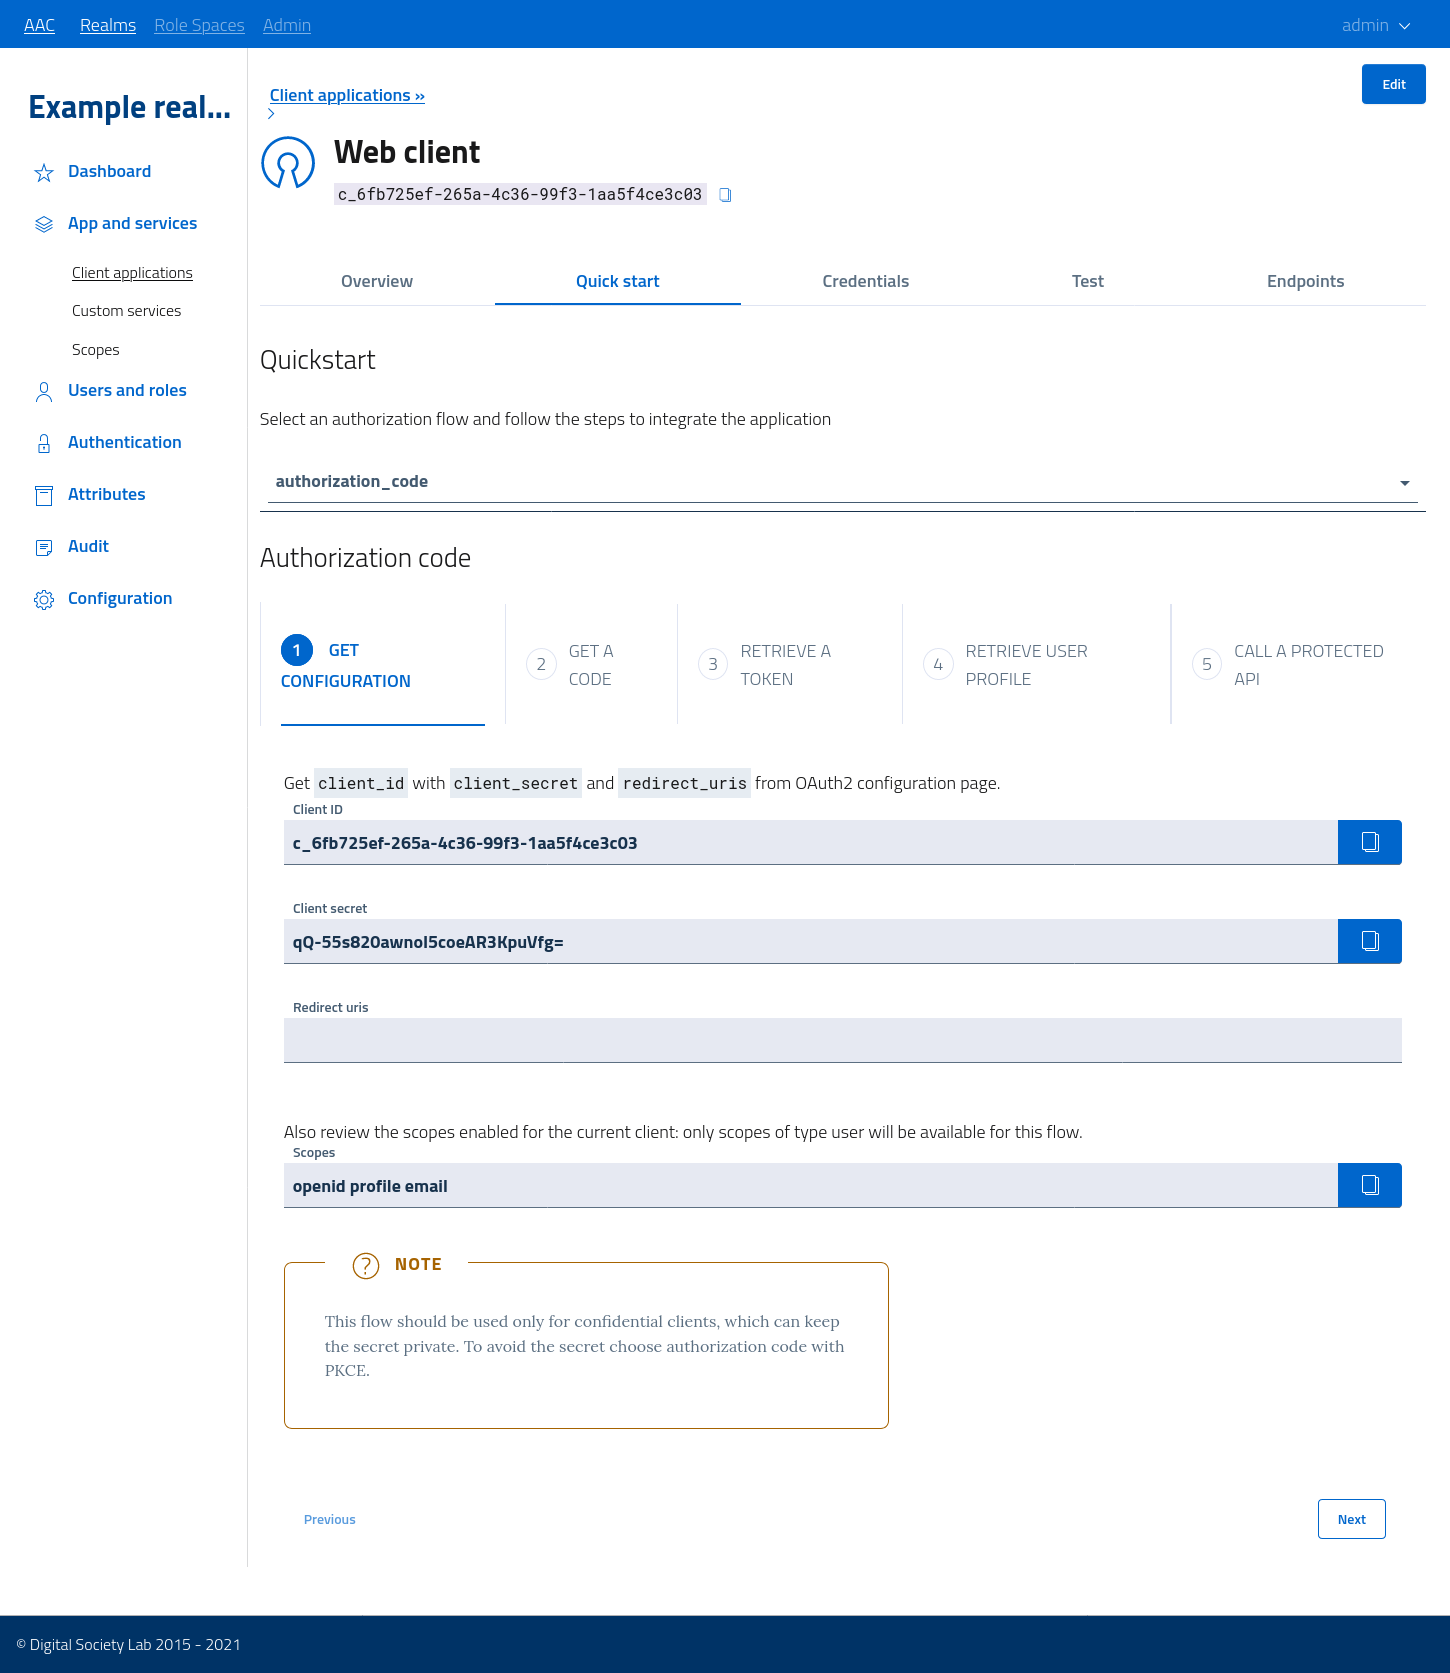 AAC Realms Role Spaces Admin admin
Example real...
Dashboard
App and services
Client applications
Custom services
Scopes
Users and roles
Authentication
Attributes
Audit
Configuration
Client applications »
Edit
Web client
c_6fb725ef-265a-4c36-99f3-1aa5f4ce3c03
Overview Quick start Credentials Test Endpoints
Quickstart
Select an authorization flow and follow the steps to integrate the application
authorization_code
Authorization code
1 GET
CONFIGURATION
2 GET A
CODE
3 RETRIEVE A
TOKEN
4 RETRIEVE USER
PROFILE
5 CALL A PROTECTED
API
Get client_id with client_secret and redirect_uris from OAuth2 configuration page.
Client ID
c_6fb725ef-265a-4c36-99f3-1aa5f4ce3c03
Client secret
qQ-55s820awnol5coeAR3KpuVfg=
Redirect uris
Also review the scopes enabled for the current client: only scopes of type user will be available for this flow.
Scopes
openid profile email
NOTE
This flow should be used only for confidential clients, which can keep
the secret private. To avoid the secret choose authorization code with
PKCE.
Previous
Next
© Digital Society Lab 2015 - 2021